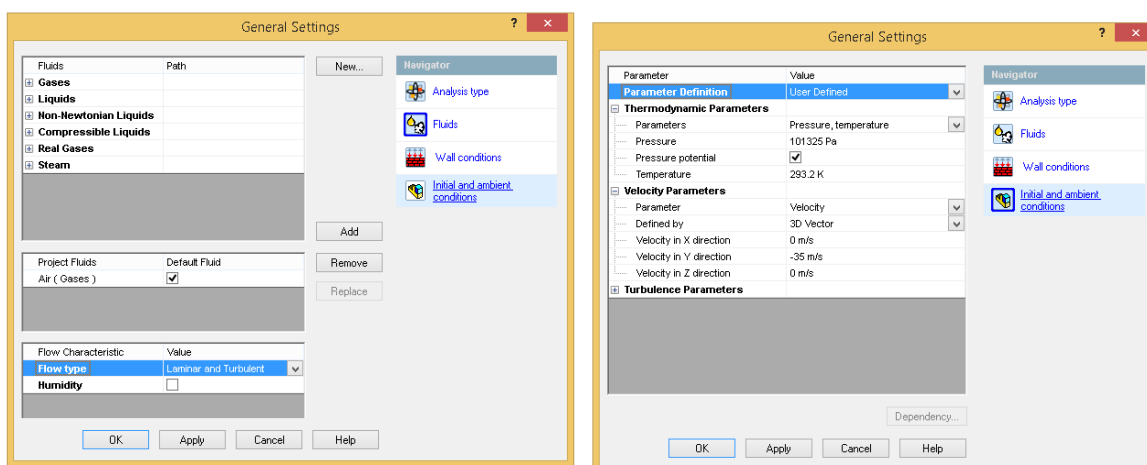 General Settings
? ×
Fluids Path
Gases
Liquids
Non-Newtonian Liquids
Compressible Liquids
Real Gases
Steam
New...
Add
Project Fluids Default Fluid
Air ( Gases )
Remove
Replace
Flow Characteristic Value
Flow type Laminar and Turbulent
Humidity
OK Apply Cancel Help
Navigator
Analysis type
Fluids
Wall conditions
Initial and ambient
conditions
General Settings
? ×
Parameter Value
Parameter Definition User Defined
Thermodynamic Parameters
Parameters Pressure, temperature
Pressure 101325 Pa
Pressure potential
Temperature 293.2 K
Velocity Parameters
Parameter Velocity
Defined by 3D Vector
Velocity in X direction 0 m/s
Velocity in Y direction -35 m/s
Velocity in Z direction 0 m/s
Turbulence Parameters
Dependency...
OK Apply Cancel Help
Navigator
Analysis type
Fluids
Wall conditions
Initial and ambient
conditions